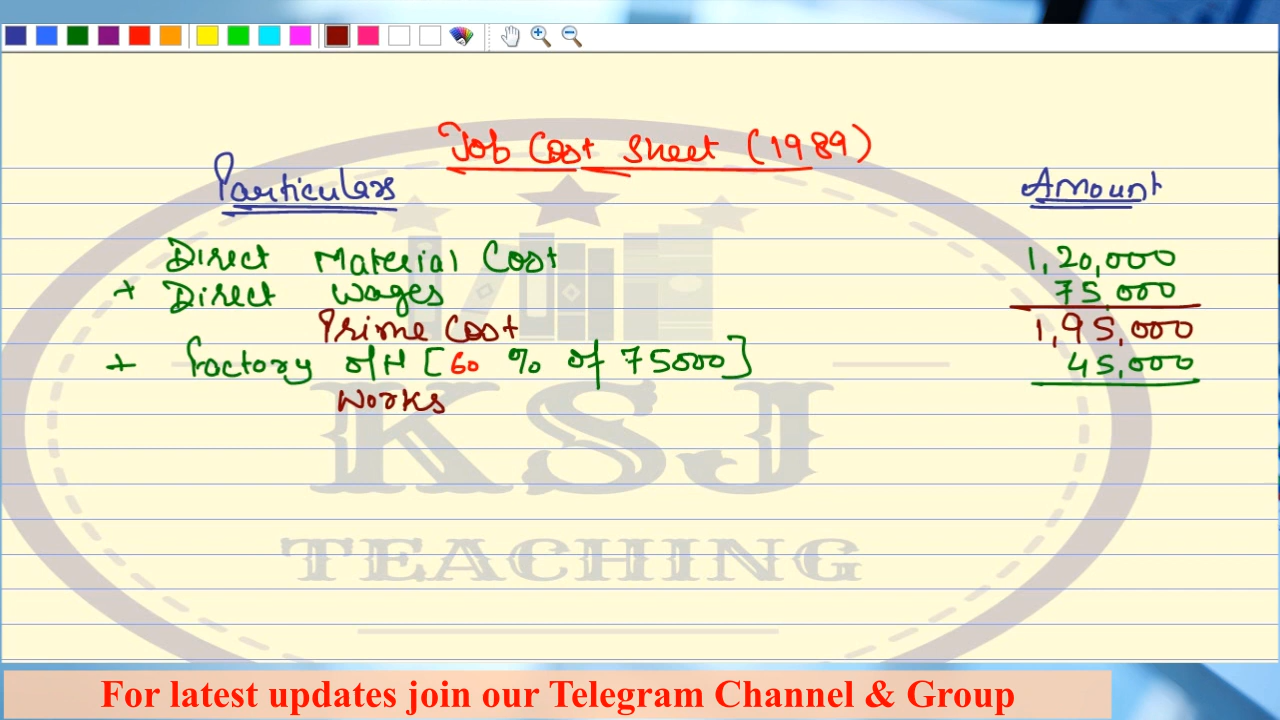 Job Cost Sheet (1989)
Particulars Amount
Direct Material Cost 1,20,000
+ Direct Wages 75,000
Prime Cost 1,95,000
+ Factory o/H [60 % of 75000] 45,000
Works
KSJ
TEACHING
For latest updates join our Telegram Channel & Group